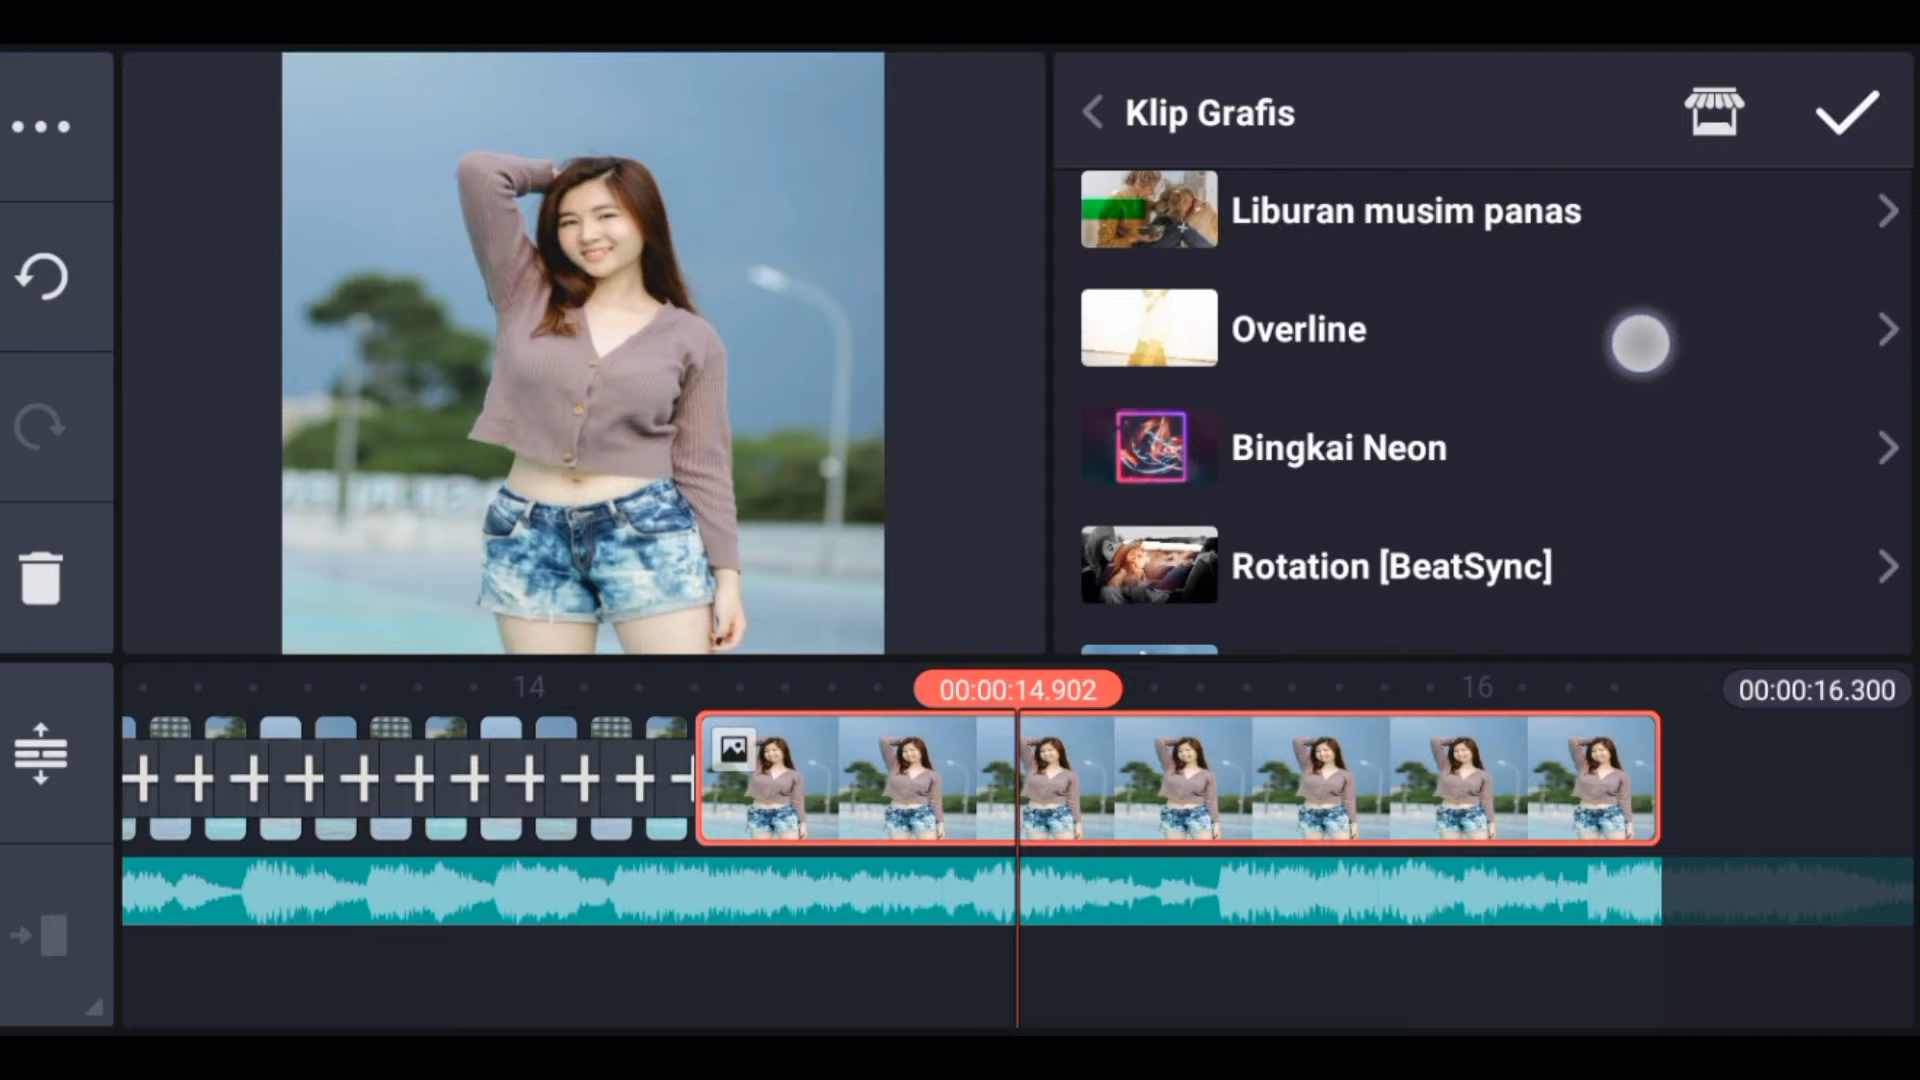 Klip Grafis
Liburan musim panas
Overline
Bingkai Neon
Rotation [BeatSync]
14
00:00:14.902
16
00:00:16.300